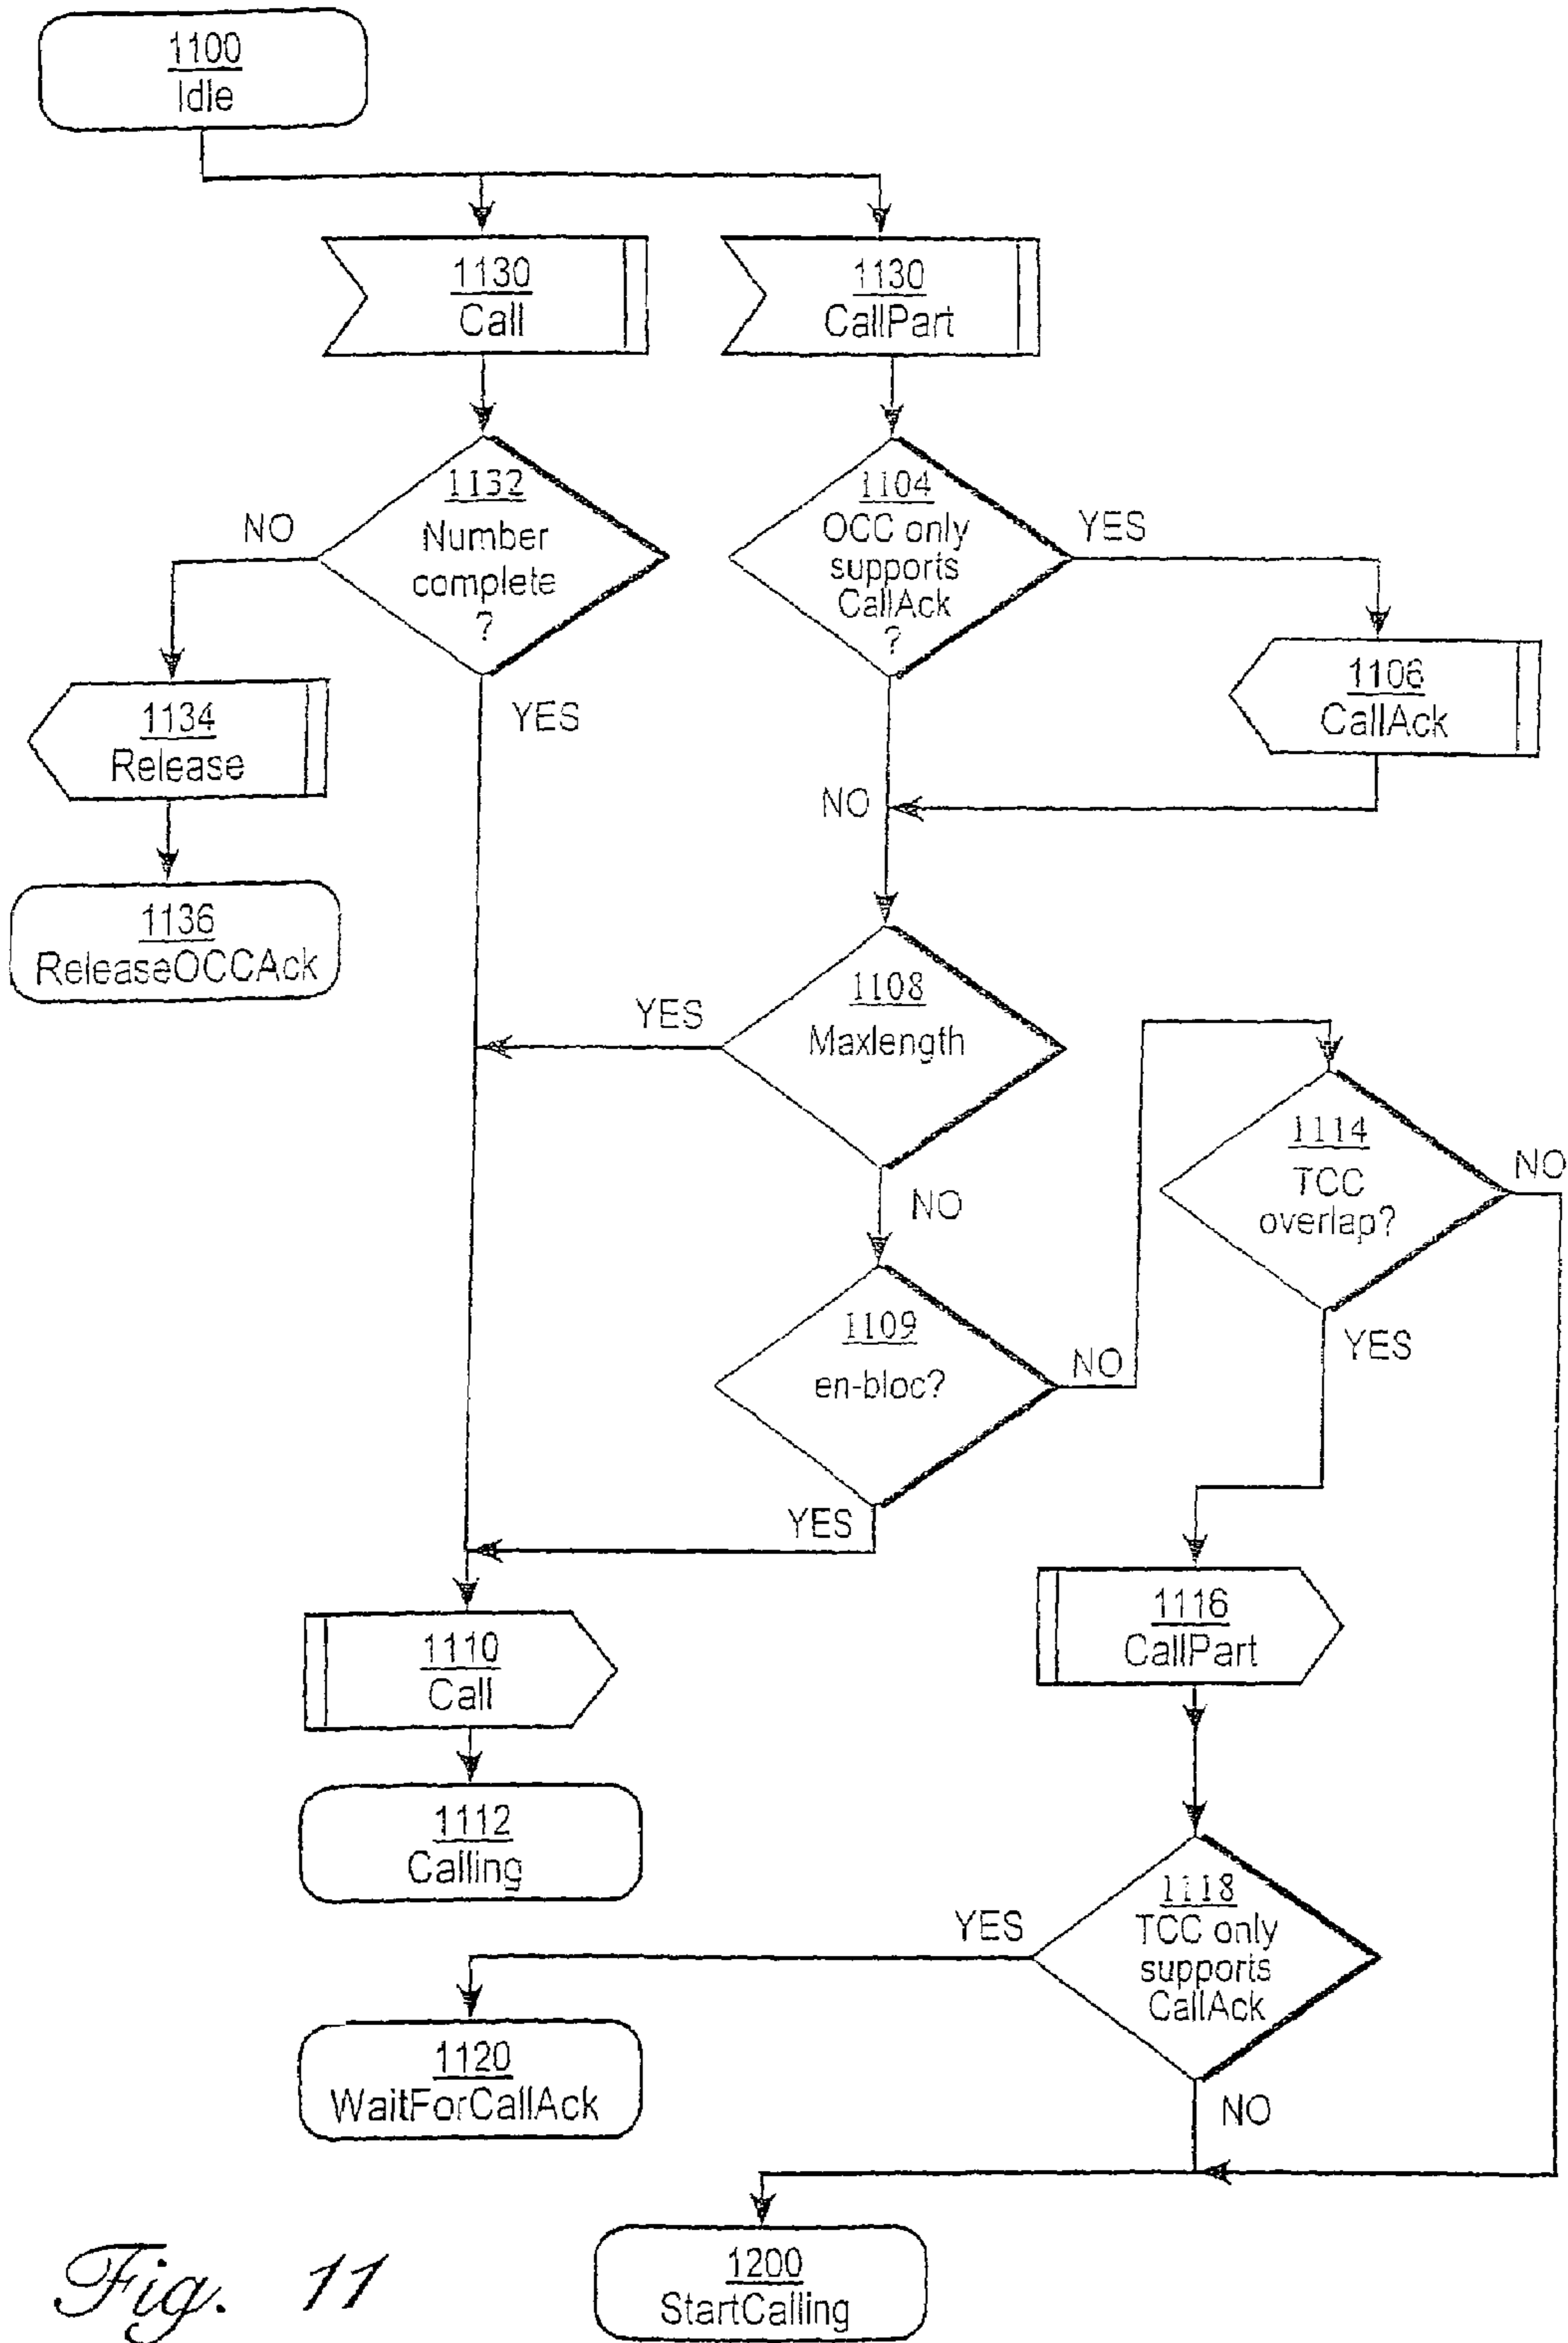 1100
Idle
1130
Call
1130
CallPart
1132
Number
complete
?
NO
YES
1104
OCC only
supports
CallAck
?
YES
NO
1106
CallAck
1134
Release
1136
ReleaseOCCAck
1108
Maxlength
YES
NO
1114
TCC
overlap?
NO
YES
1109
en-bloc?
NO
YES
1110
Call
1116
CallPart
1112
Calling
1118
TCC only
supports
CallAck
YES
NO
1120
WaitForCallAck
1200
StartCalling
Fig. 11